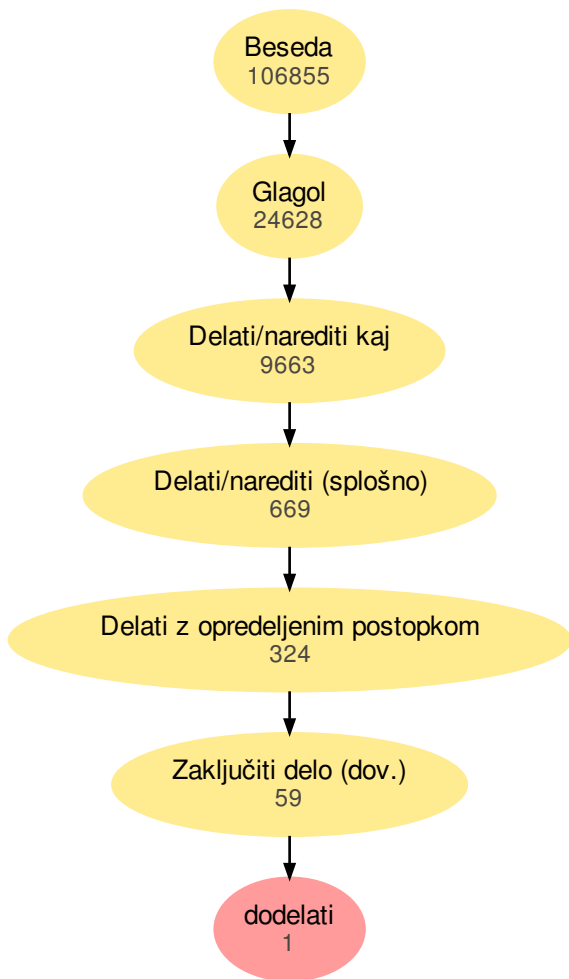 Beseda
106855
Glagol
24628
Delati/narediti kaj
9663
Delati/narediti (splošno)
669
Delati z opredeljenim postopkom
324
Zaključiti delo (dov.)
59
dodelati
1